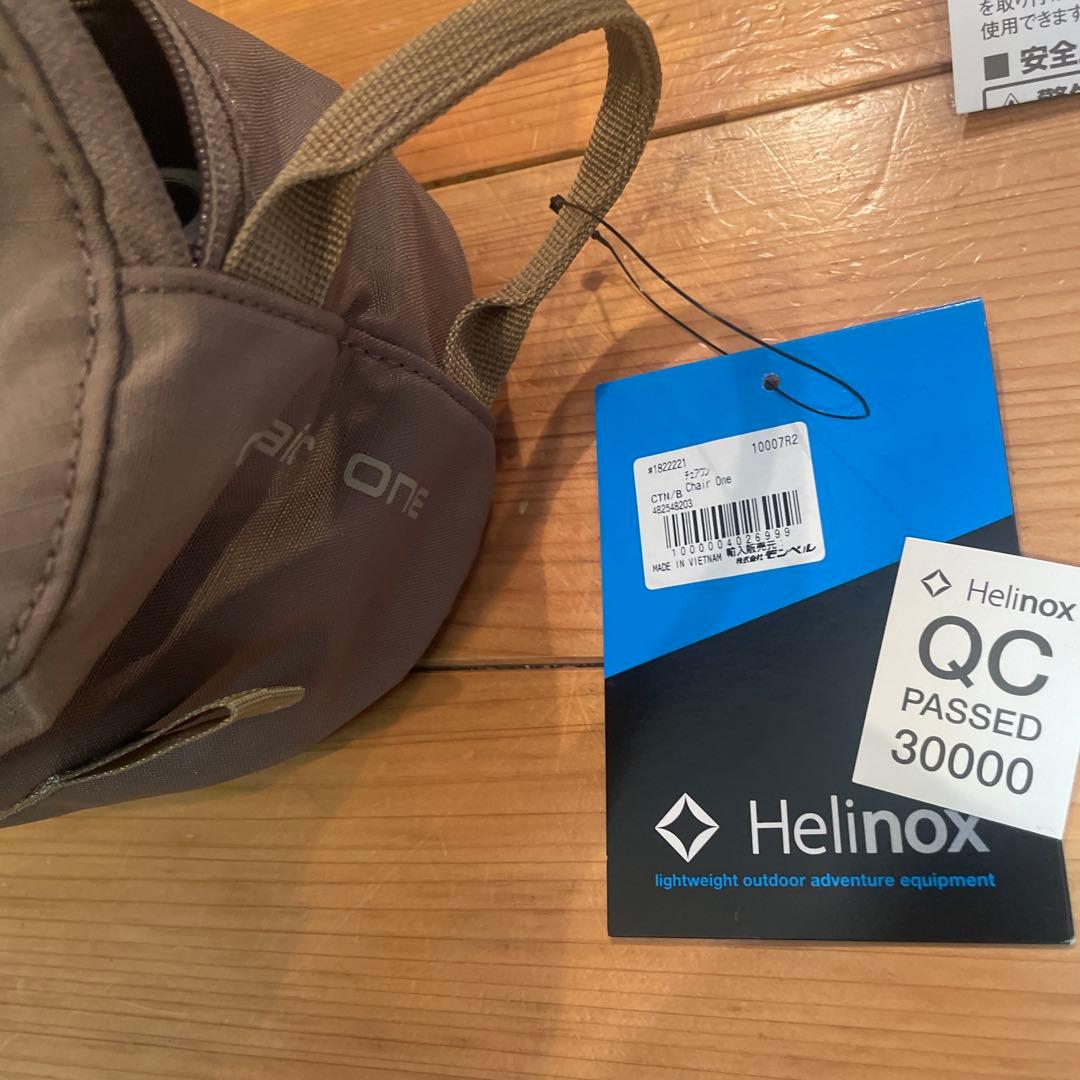 使用できます
■安全
air one
#1822221
10007R2
チェアワン
CTN/B
Chair One
482548203
1000004026999
MADE IN VIETNAM
輸入販売元:
株式会社 モンベル
Helinox
QC
PASSED
30000
Helinox
lightweight outdoor adventure equipment